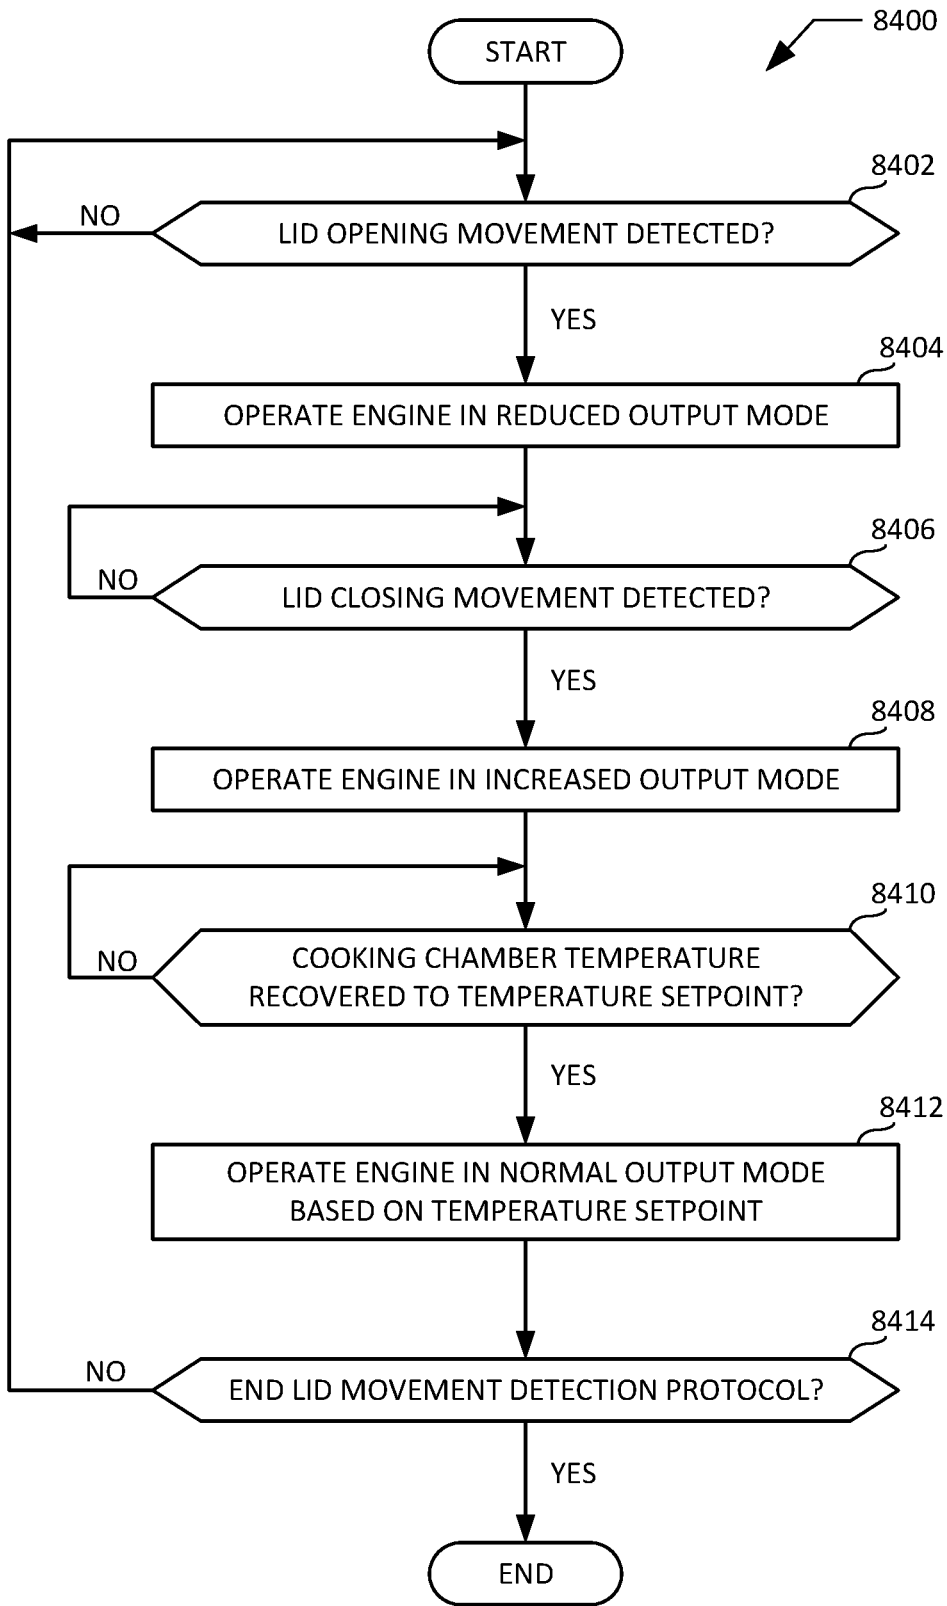 8400
START
8402
NO
LID OPENING MOVEMENT DETECTED?
YES
8404
OPERATE ENGINE IN REDUCED OUTPUT MODE
8406
NO
LID CLOSING MOVEMENT DETECTED?
YES
8408
OPERATE ENGINE IN INCREASED OUTPUT MODE
8410
NO
COOKING CHAMBER TEMPERATURE
RECOVERED TO TEMPERATURE SETPOINT?
YES
8412
OPERATE ENGINE IN NORMAL OUTPUT MODE
BASED ON TEMPERATURE SETPOINT
8414
NO
END LID MOVEMENT DETECTION PROTOCOL?
YES
END